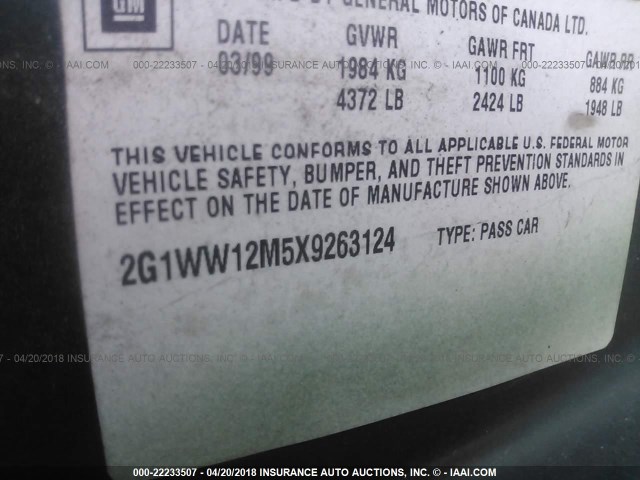 GM
BY GENERAL MOTORS OF CANADA LTD.
DATE GVWR GAWR FRT GAWR RR
03/99 1984 KG 1100 KG 884 KG
4372 LB 2424 LB 1948 LB
THIS VEHICLE CONFORMS TO ALL APPLICABLE U.S. FEDERAL MOTOR
VEHICLE SAFETY, BUMPER, AND THEFT PREVENTION STANDARDS IN
EFFECT ON THE DATE OF MANUFACTURE SHOWN ABOVE.
2G1WW12M5X9263124 TYPE: PASS CAR
000-22233507 - 04/20/2018 INSURANCE AUTO AUCTIONS, INC. - © IAAI.COM